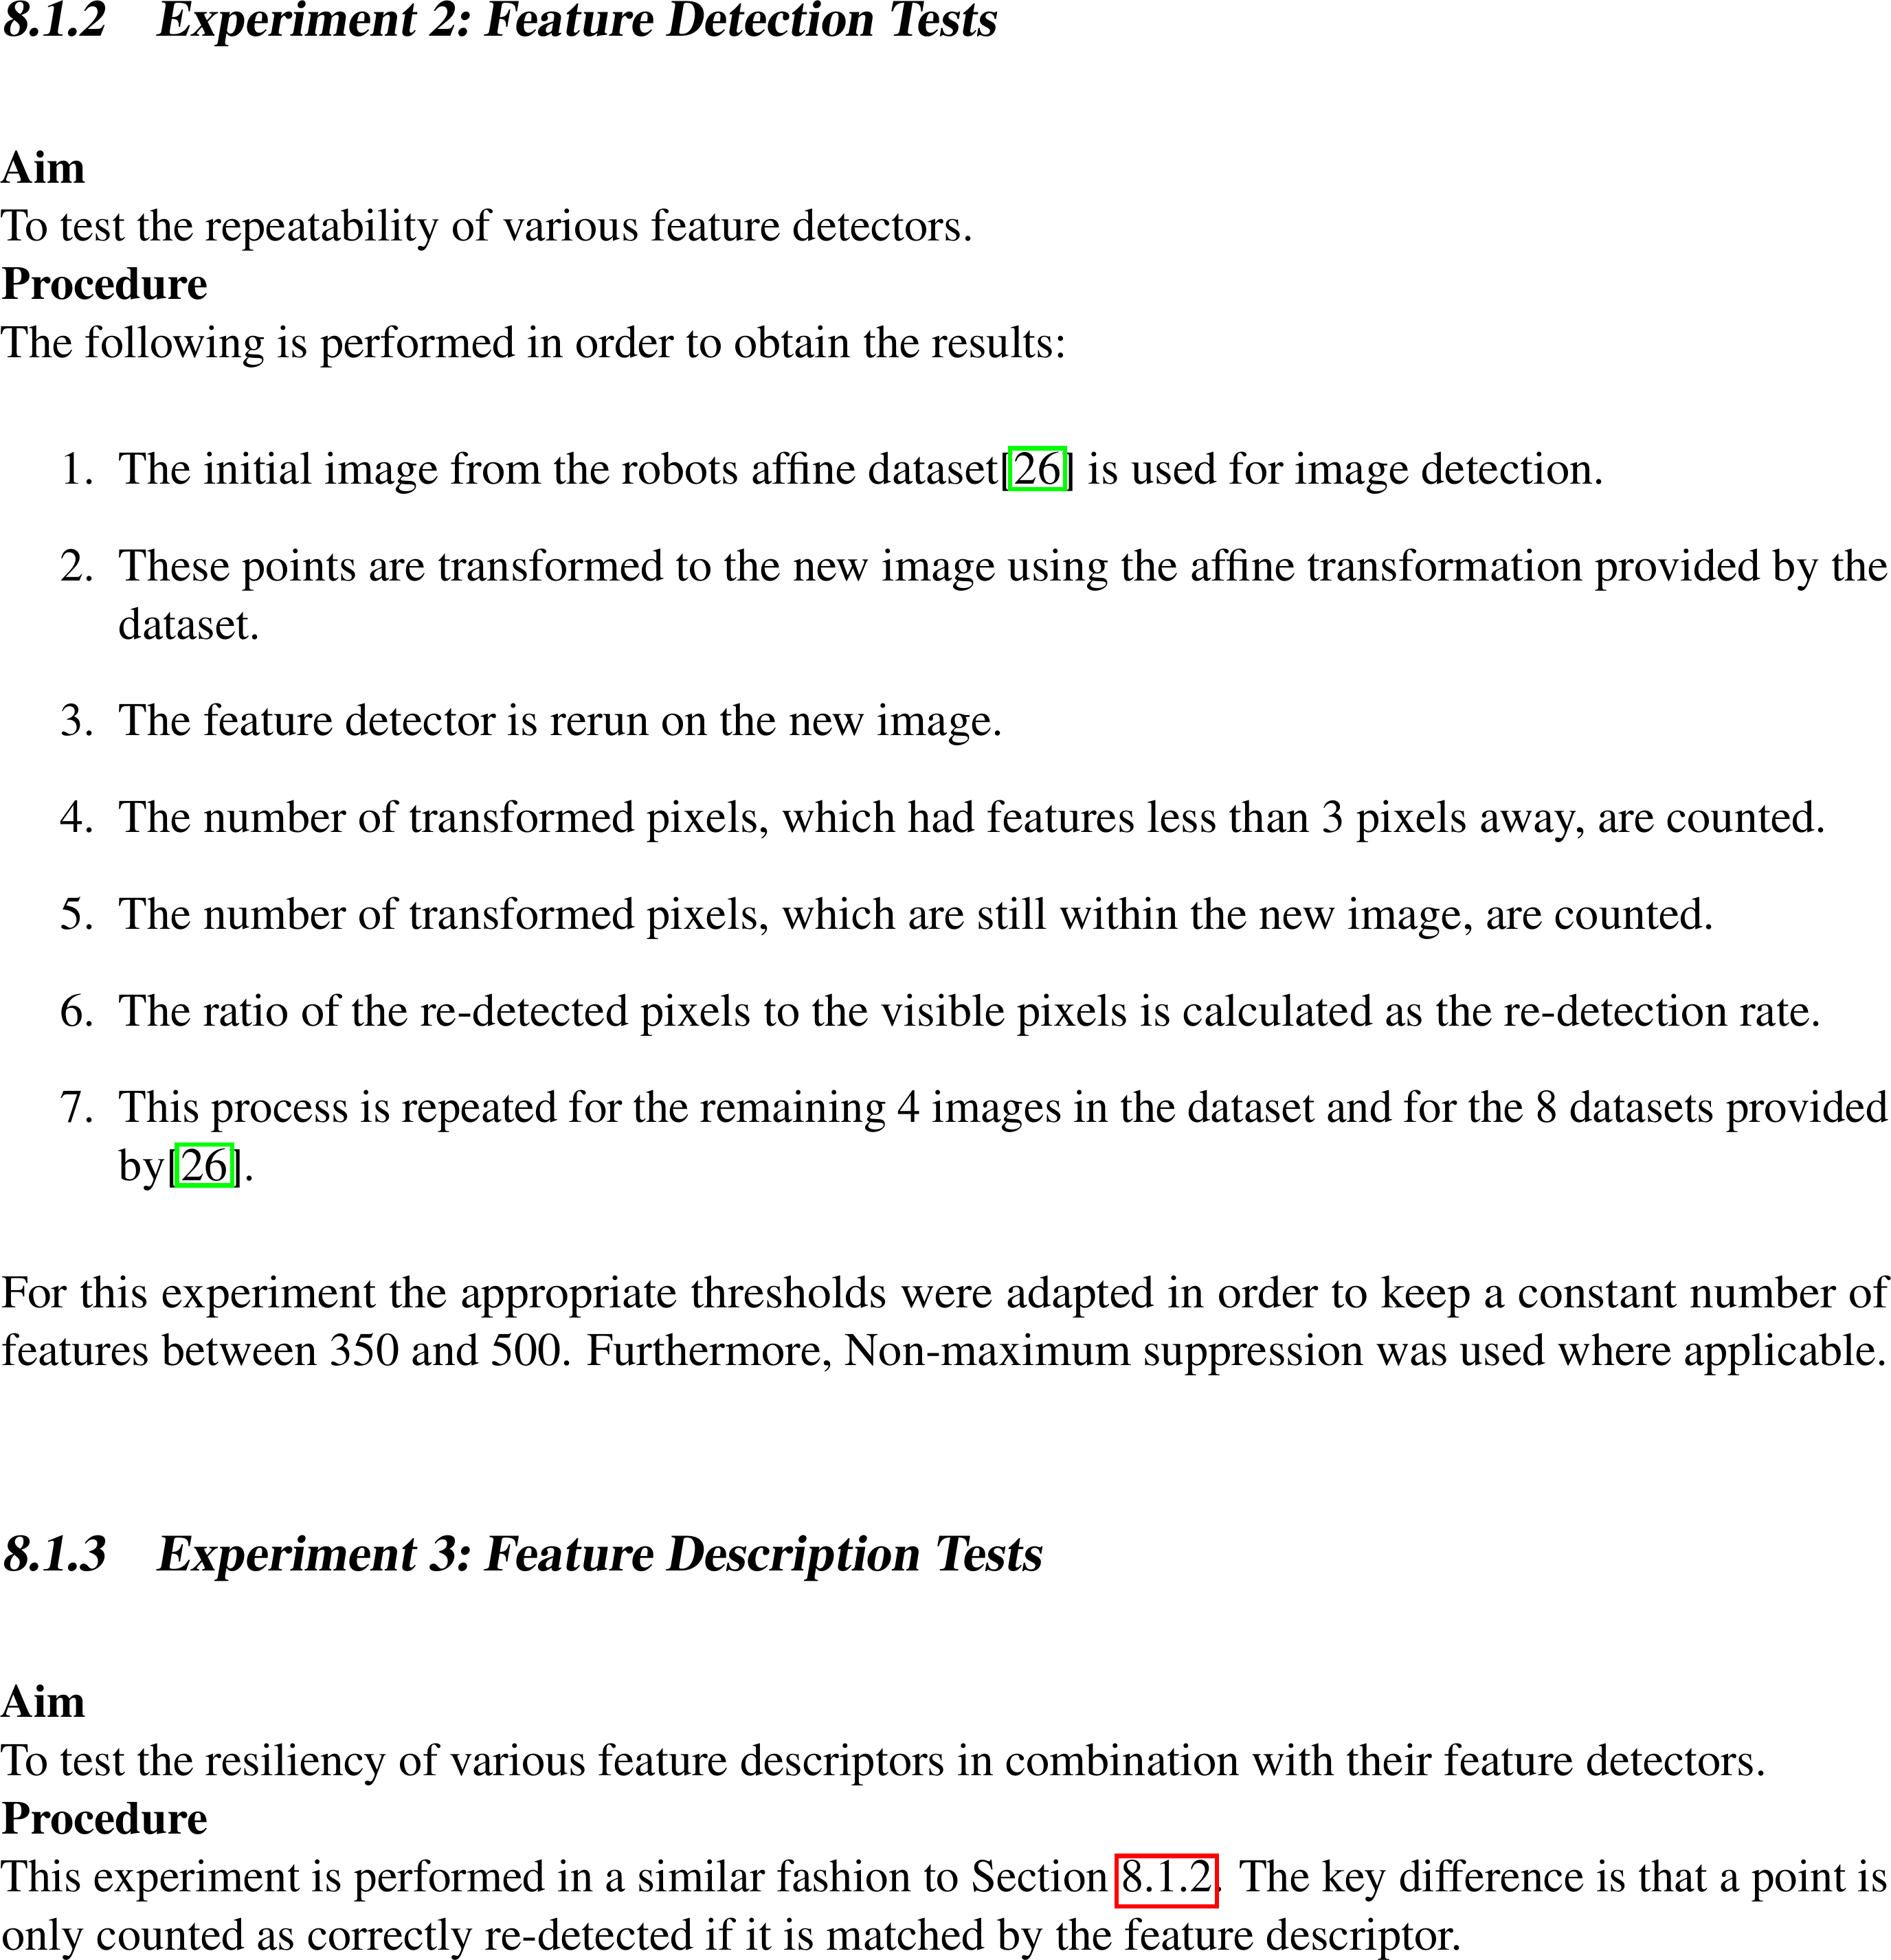 8.1.2 Experiment 2: Feature Detection Tests
Aim
To test the repeatability of various feature detectors.
Procedure
The following is performed in order to obtain the results:
1. The initial image from the robots affine dataset[26] is used for image detection.
2. These points are transformed to the new image using the affine transformation provided by the
dataset.
3. The feature detector is rerun on the new image.
4. The number of transformed pixels, which had features less than 3 pixels away, are counted.
5. The number of transformed pixels, which are still within the new image, are counted.
6. The ratio of the re-detected pixels to the visible pixels is calculated as the re-detection rate.
7. This process is repeated for the remaining 4 images in the dataset and for the 8 datasets provided
by[26].
For this experiment the appropriate thresholds were adapted in order to keep a constant number of
features between 350 and 500. Furthermore, Non-maximum suppression was used where applicable.
8.1.3 Experiment 3: Feature Description Tests
Aim
To test the resiliency of various feature descriptors in combination with their feature detectors.
Procedure
This experiment is performed in a similar fashion to Section 8.1.2. The key difference is that a point is
only counted as correctly re-detected if it is matched by the feature descriptor.